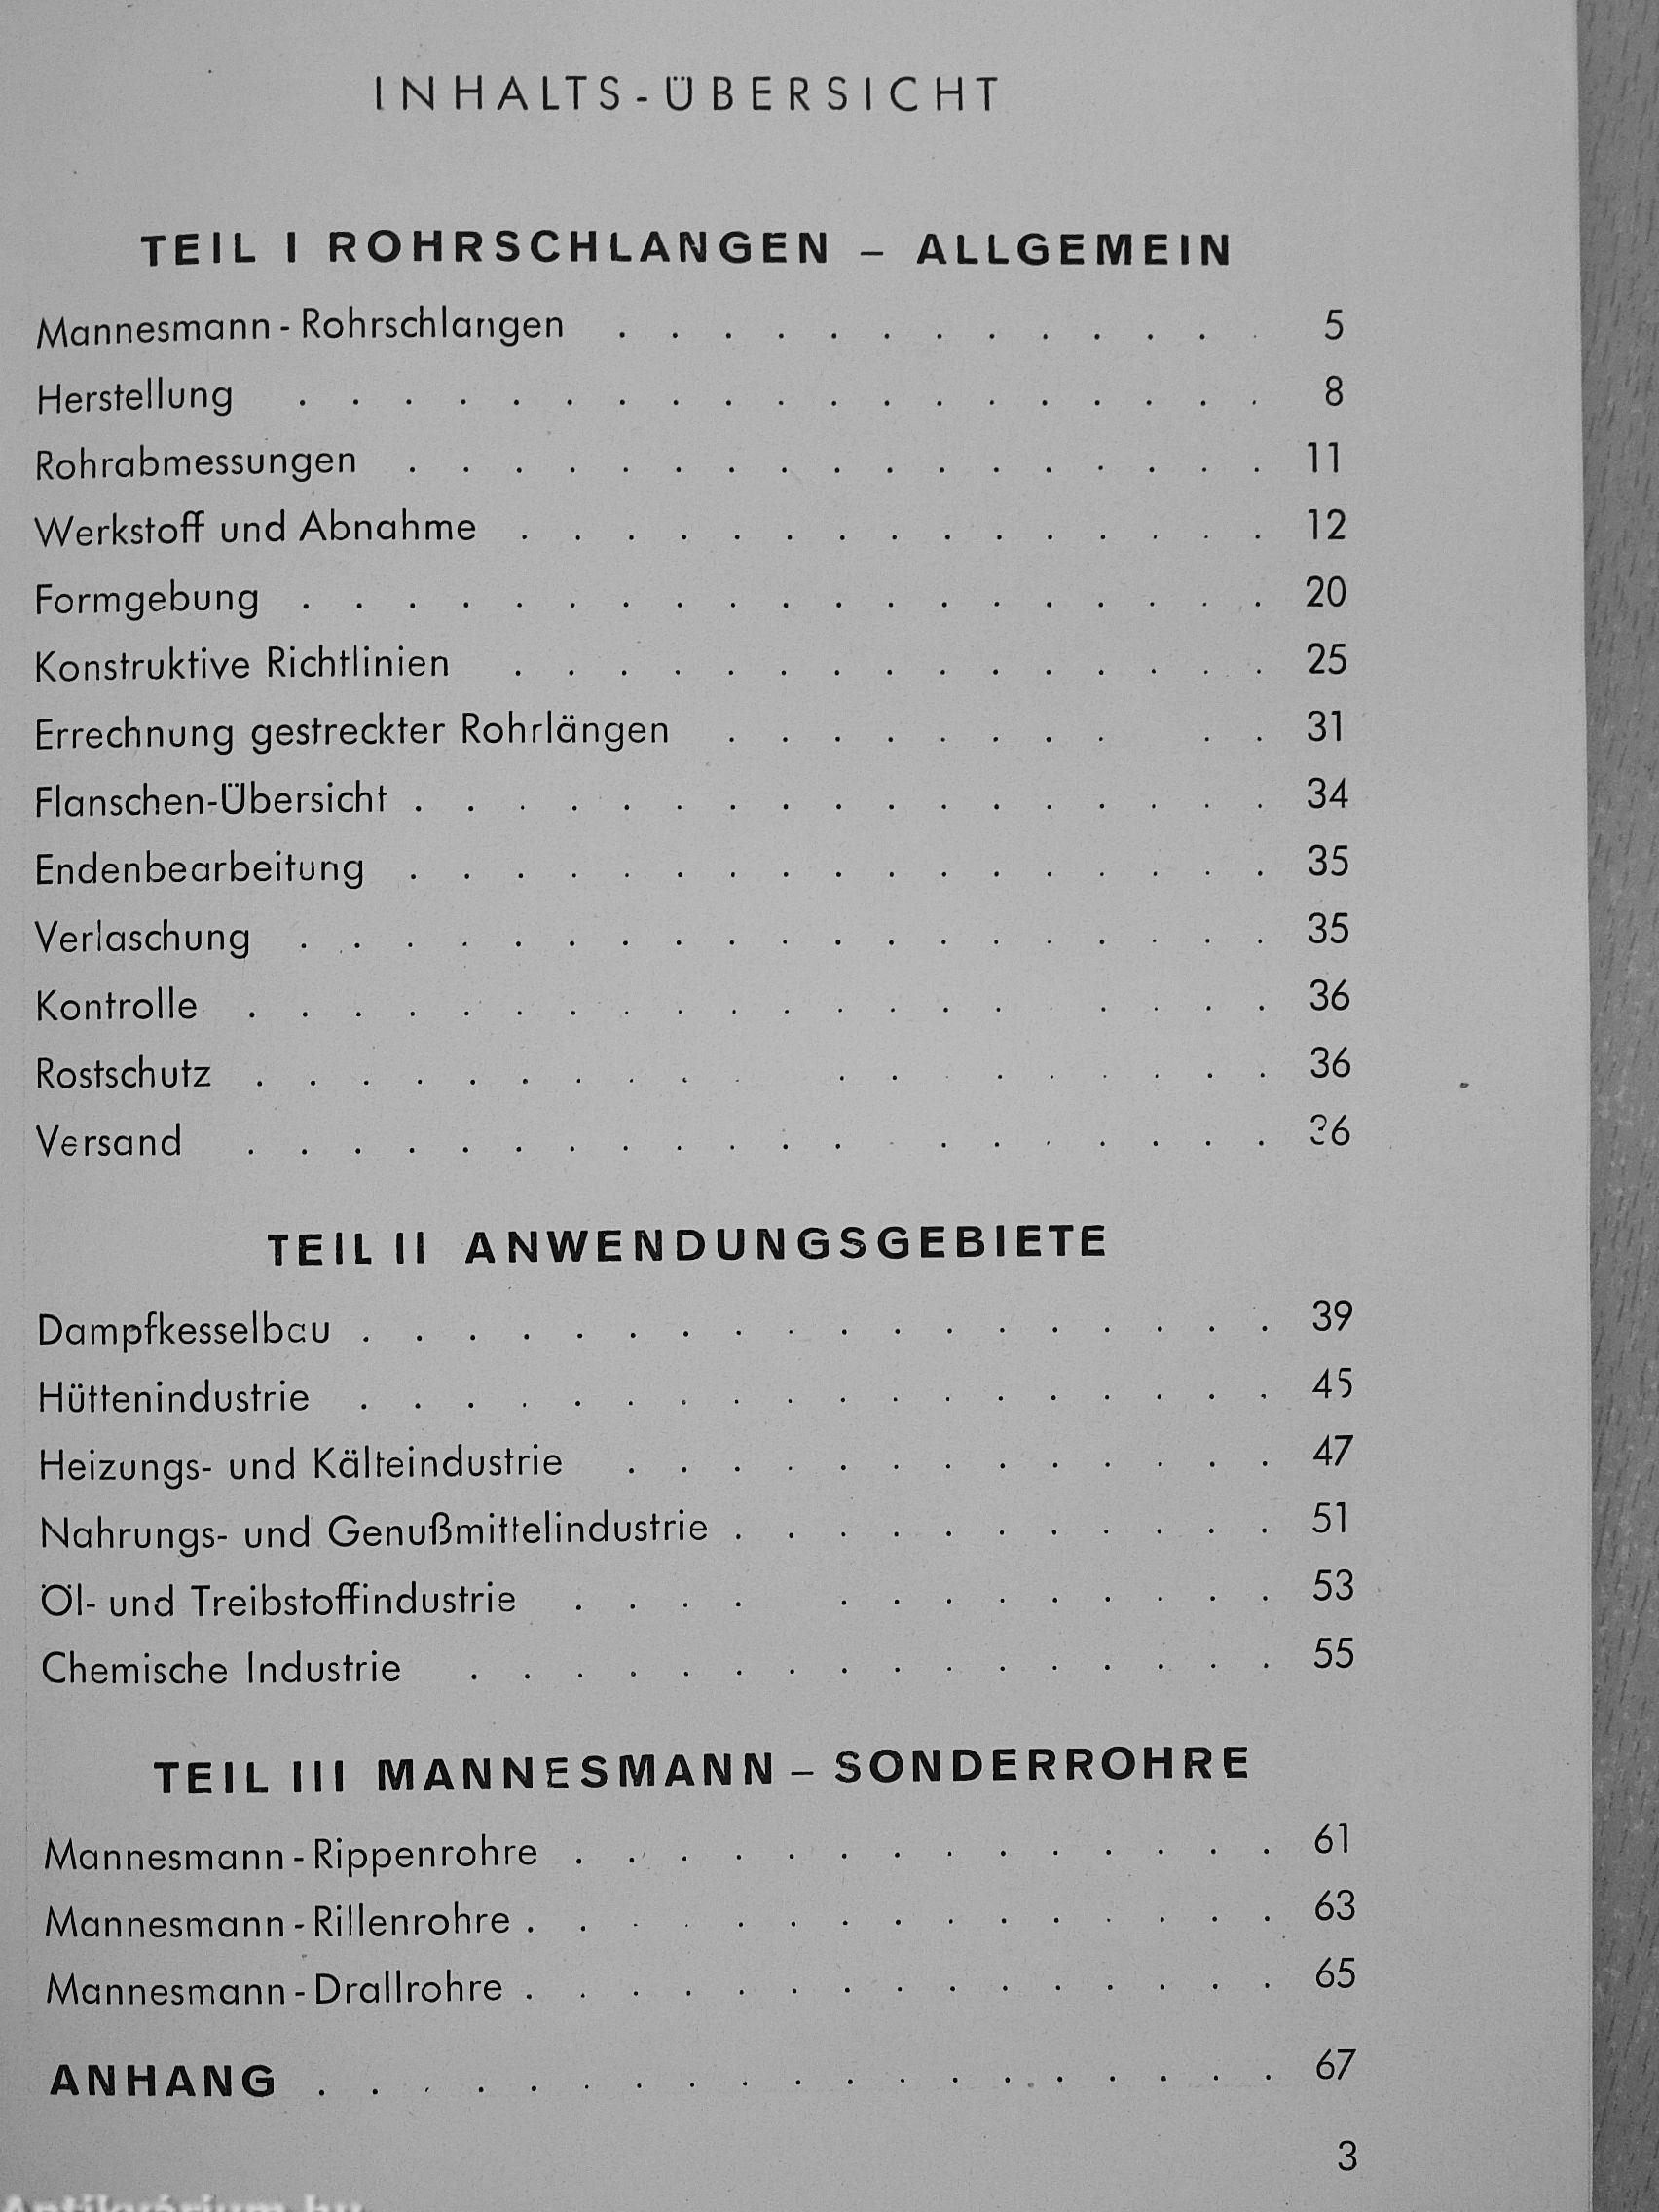 INHALTS-ÜBERSICHT
TEIL I ROHRSCHLANGEN – ALLGEMEIN
Mannesmann-Rohrschlangen . . . . . . . . . . . . . 5
Herstellung . . . . . . . . . . . . . . . . . . . 8
Rohrabmessungen . . . . . . . . . . . . . . . . . 11
Werkstoff und Abnahme . . . . . . . . . . . . . . . 12
Formgebung . . . . . . . . . . . . . . . . . . . 20
Konstruktive Richtlinien . . . . . . . . . . . . . . . 25
Errechnung gestreckter Rohrlängen . . . . . . . . . . 31
Flanschen-Übersicht . . . . . . . . . . . . . . . . . 34
Endenbearbeitung . . . . . . . . . . . . . . . . . 35
Verlaschung . . . . . . . . . . . . . . . . . . . 35
Kontrolle . . . . . . . . . . . . . . . . . . . . 36
Rostschutz . . . . . . . . . . . . . . . . . . 36
Versand . . . . . . . . . . . . . . . . . . . 36
TEIL II ANWENDUNGSGEBIETE
Dampfkesselbau . . . . . . . . . . . . . . . . . . 39
Hüttenindustrie . . . . . . . . . . . . . . . . . . 45
Heizungs- und Kälteindustrie . . . . . . . . . . . . . 47
Nahrungs- und Genußmittelindustrie . . . . . . . . . . . 51
Öl- und Treibstoffindustrie . . . . . . . . . . . . . 53
Chemische Industrie . . . . . . . . . . . . . . . . 55
TEIL III MANNESMANN – SONDERROHRE
Mannesmann-Rippenrohre . . . . . . . . . . . . . . 61
Mannesmann-Rillenrohre . . . . . . . . . . . . . . . 63
Mannesmann-Drallrohre . . . . . . . . . . . . . . . 65
ANHANG . . . . . . . . . . . . . . . . . . . 67
3
Antikvárium.hu